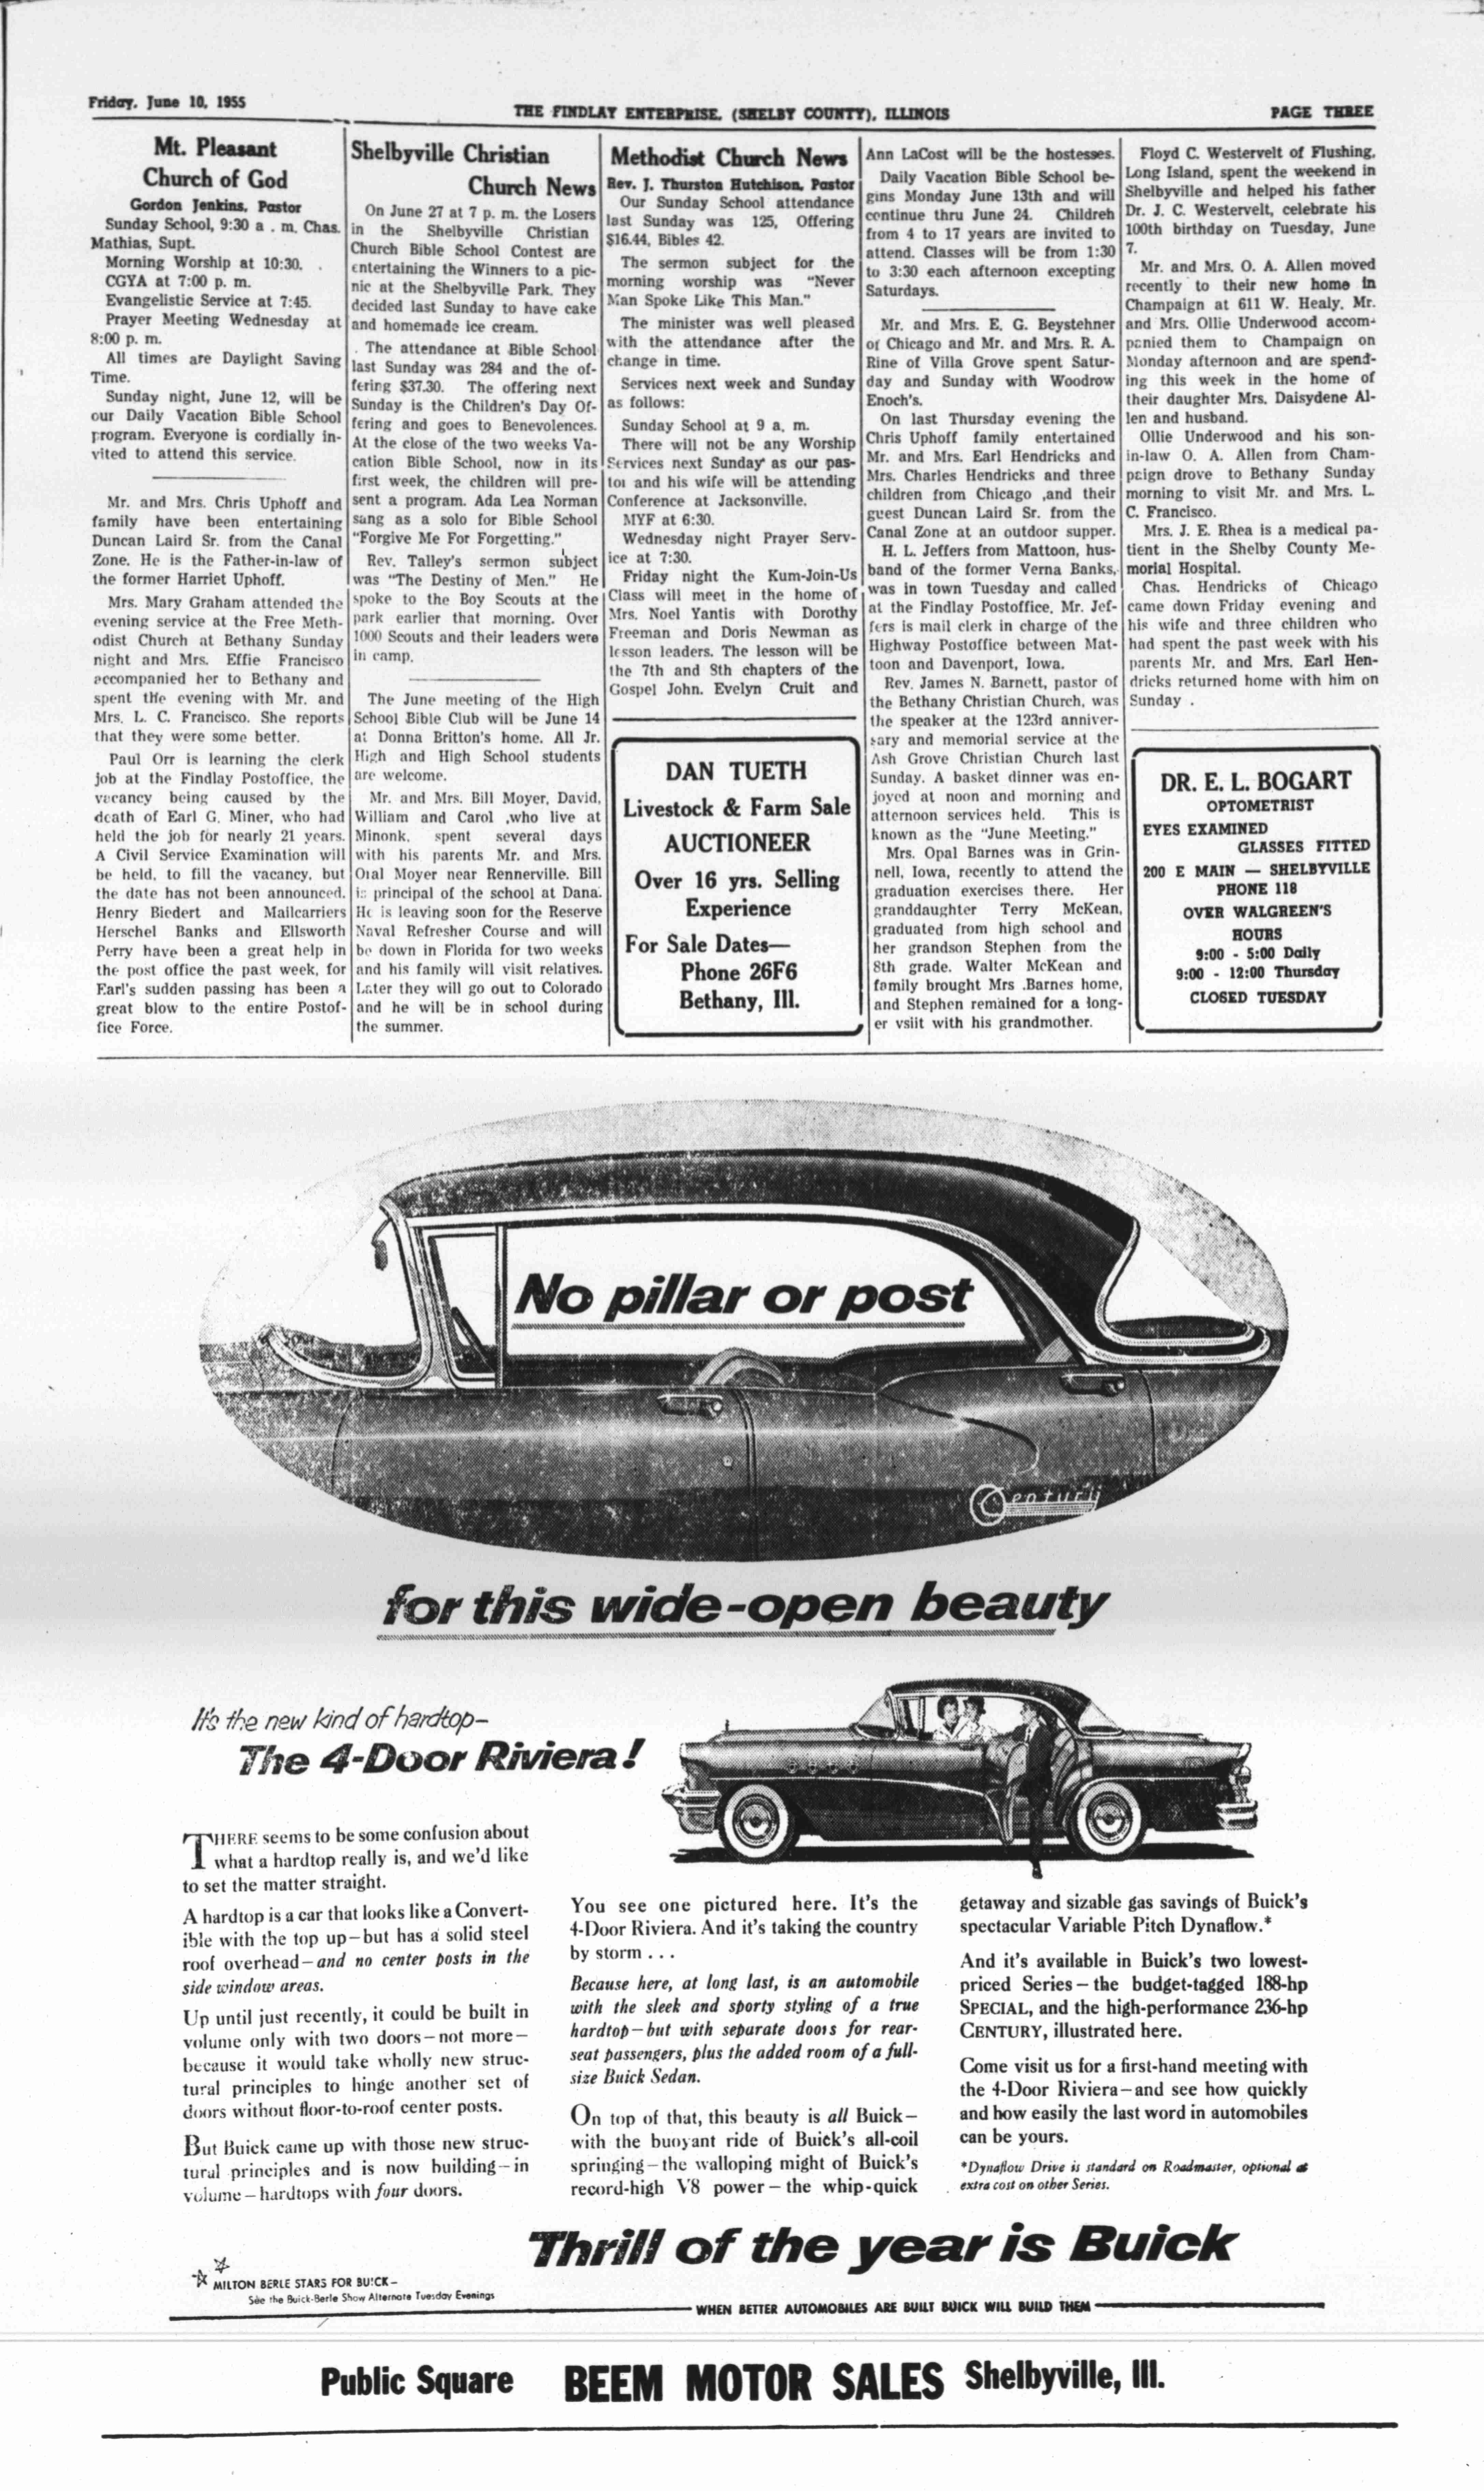 Friday, June 10, 1955
THE FINDLAY ENTERPRISE, (SHELBY COUNTY), ILLINOIS
PAGE THREE
Mt. Pleasant
Church of God
Gordon Jenkins, Pastor
Sunday School, 9:30 a . m. Chas.
Mathias, Supt.
Morning Worship at 10:30.
CGYA at 7:00 p. m.
Evangelistic Service at 7:45.
Prayer Meeting Wednesday at
8:00 p. m.
All times are Daylight Saving
Time.
Sunday night, June 12, will be
our Daily Vacation Bible School
program. Everyone is cordially in-
vited to attend this service.
Mr. and Mrs. Chris Uphoff and
family have been entertaining
Duncan Laird Sr. from the Canal
Zone. He is the Father-in-law of
the former Harriet Uphoff.
Mrs. Mary Graham attended the
evening service at the Free Meth-
odist Church at Bethany Sunday
night and Mrs. Effie Francisco
accompanied her to Bethany and
spent the evening with Mr. and
Mrs. L. C. Francisco. She reports
that they were some better.
Paul Orr is learning the clerk
job at the Findlay Postoffice, the
vacancy being caused by the
death of Earl G. Miner, who had
held the job for nearly 21 years.
A Civil Service Examination will
be held, to fill the vacancy, but
the date has not been announced.
Henry Biedert and Mailcarriers
Herschel Banks and Ellsworth
Perry have been a great help in
the post office the past week, for
Earl's sudden passing has been a
great blow to the entire Postof-
fice Force.
Shelbyville Christian
Church News
On June 27 at 7 p. m. the Losers
in the Shelbyville Christian
Church Bible School Contest are
entertaining the Winners to a pic-
nic at the Shelbyville Park. They
decided last Sunday to have cake
and homemade ice cream.
The attendance at Bible School
last Sunday was 284 and the of-
fering $37.30. The offering next
Sunday is the Children's Day Of-
fering and goes to Benevolences.
At the close of the two weeks Va-
cation Bible School, now in its
first week, the children will pre-
sent a program. Ada Lea Norman
sang as a solo for Bible School
"Forgive Me For Forgetting."
Rev. Talley's sermon subject
was "The Destiny of Men." He
spoke to the Boy Scouts at the
park earlier that morning. Over
1000 Scouts and their leaders were
in camp.
The June meeting of the High
School Bible Club will be June 14
at Donna Britton's home. All Jr.
High and High School students
are welcome.
Mr. and Mrs. Bill Moyer, David,
William and Carol ,who live at
Minonk, spent several days
with his parents Mr. and Mrs.
Oral Moyer near Rennerville. Bill
is principal of the school at Dana.
He is leaving soon for the Reserve
Naval Refresher Course and will
be down in Florida for two weeks
and his family will visit relatives.
Later they will go out to Colorado
and he will be in school during
the summer.
Methodist Church News
Rev. J. Thurston Hutchison, Pastor
Our Sunday School attendance
last Sunday was 125, Offering
$16.44, Bibles 42.
The sermon subject for the
morning worship was "Never
Man Spoke Like This Man."
The minister was well pleased
with the attendance after the
change in time.
Services next week and Sunday
as follows:
Sunday School at 9 a. m.
There will not be any Worship
Services next Sunday as our pas-
tor and his wife will be attending
Conference at Jacksonville.
MYF at 6:30.
Wednesday night Prayer Serv-
ice at 7:30.
Friday night the Kum-Join-Us
Class will meet in the home of
Mrs. Noel Yantis with Dorothy
Freeman and Doris Newman as
lesson leaders. The lesson will be
the 7th and 8th chapters of the
Gospel John. Evelyn Cruit and
DAN TUETH
Livestock & Farm Sale
AUCTIONEER
Over 16 yrs. Selling
Experience
For Sale Dates—
Phone 26F6
Bethany, Ill.
Ann LaCost will be the hostesses.
Daily Vacation Bible School be-
gins Monday June 13th and will
continue thru June 24. Childreh
from 4 to 17 years are invited to
attend. Classes will be from 1:30
to 3:30 each afternoon excepting
Saturdays.
Mr. and Mrs. E. G. Beystehner
of Chicago and Mr. and Mrs. R. A.
Rine of Villa Grove spent Satur-
day and Sunday with Woodrow
Enoch's.
On last Thursday evening the
Chris Uphoff family entertained
Mr. and Mrs. Earl Hendricks and
Mrs. Charles Hendricks and three
children from Chicago ,and their
guest Duncan Laird Sr. from the
Canal Zone at an outdoor supper.
H. L. Jeffers from Mattoon, hus-
band of the former Verna Banks,
was in town Tuesday and called
at the Findlay Postoffice. Mr. Jef-
fers is mail clerk in charge of the
Highway Postoffice between Mat-
toon and Davenport, Iowa.
Rev. James N. Barnett, pastor of
the Bethany Christian Church, was
the speaker at the 123rd anniver-
sary and memorial service at the
Ash Grove Christian Church last
Sunday. A basket dinner was en-
joyed at noon and morning and
atternoon services held. This is
known as the "June Meeting."
Mrs. Opal Barnes was in Grin-
nell, Iowa, recently to attend the
graduation exercises there. Her
granddaughter Terry McKean,
graduated from high school and
her grandson Stephen from the
8th grade. Walter McKean and
family brought Mrs .Barnes home,
and Stephen remained for a long-
er vsiit with his grandmother.
Floyd C. Westervelt of Flushing,
Long Island, spent the weekend in
Shelbyville and helped his father
Dr. J. C. Westervelt, celebrate his
100th birthday on Tuesday, June
7.
Mr. and Mrs. O. A. Allen moved
recently to their new home in
Champaign at 611 W. Healy. Mr.
and Mrs. Ollie Underwood accom-
panied them to Champaign on
Monday afternoon and are spend-
ing this week in the home of
their daughter Mrs. Daisydene Al-
len and husband.
Ollie Underwood and his son-
in-law O. A. Allen from Cham-
paign drove to Bethany Sunday
morning to visit Mr. and Mrs. L.
C. Francisco.
Mrs. J. E. Rhea is a medical pa-
tient in the Shelby County Me-
morial Hospital.
Chas. Hendricks of Chicago
came down Friday evening and
his wife and three children who
had spent the past week with his
parents Mr. and Mrs. Earl Hen-
dricks returned home with him on
Sunday .
DR. E. L. BOGART
OPTOMETRIST
EYES EXAMINED
GLASSES FITTED
200 E MAIN — SHELBYVILLE
PHONE 118
OVER WALGREEN'S
HOURS
9:00 - 5:00 Daily
9:00 - 12:00 Thursday
CLOSED TUESDAY
No pillar or post
Century
for this wide-open beauty
It's the new kind of hardtop–
The 4-Door Riviera!
THERE seems to be some confusion about
what a hardtop really is, and we'd like
to set the matter straight.
A hardtop is a car that looks like a Convert-
ible with the top up—but has a solid steel
roof overhead—and no center posts in the
side window areas.
Up until just recently, it could be built in
volume only with two doors—not more—
because it would take wholly new struc-
tural principles to hinge another set of
doors without floor-to-roof center posts.
But Buick came up with those new struc-
tural principles and is now building—in
volume—hardtops with four doors.
You see one pictured here. It's the
4-Door Riviera. And it's taking the country
by storm . . .
Because here, at long last, is an automobile
with the sleek and sporty styling of a true
hardtop—but with separate doors for rear-
seat passengers, plus the added room of a full-
size Buick Sedan.
On top of that, this beauty is all Buick—
with the buoyant ride of Buick's all-coil
springing—the walloping might of Buick's
record-high V8 power—the whip-quick
getaway and sizable gas savings of Buick's
spectacular Variable Pitch Dynaflow.*
And it's available in Buick's two lowest-
priced Series—the budget-tagged 188-hp
SPECIAL, and the high-performance 236-hp
CENTURY, illustrated here.
Come visit us for a first-hand meeting with
the 4-Door Riviera—and see how quickly
and how easily the last word in automobiles
can be yours.
*Dynaflow Drive is standard on Roadmaster, optional at
extra cost on other Series.
Thrill of the year is Buick
MILTON BERLE STARS FOR BUICK–
See the Buick-Berle Show Alternate Tuesday Evenings
WHEN BETTER AUTOMOBILES ARE BUILT BUICK WILL BUILD THEM
Public Square BEEM MOTOR SALES Shelbyville, Ill.